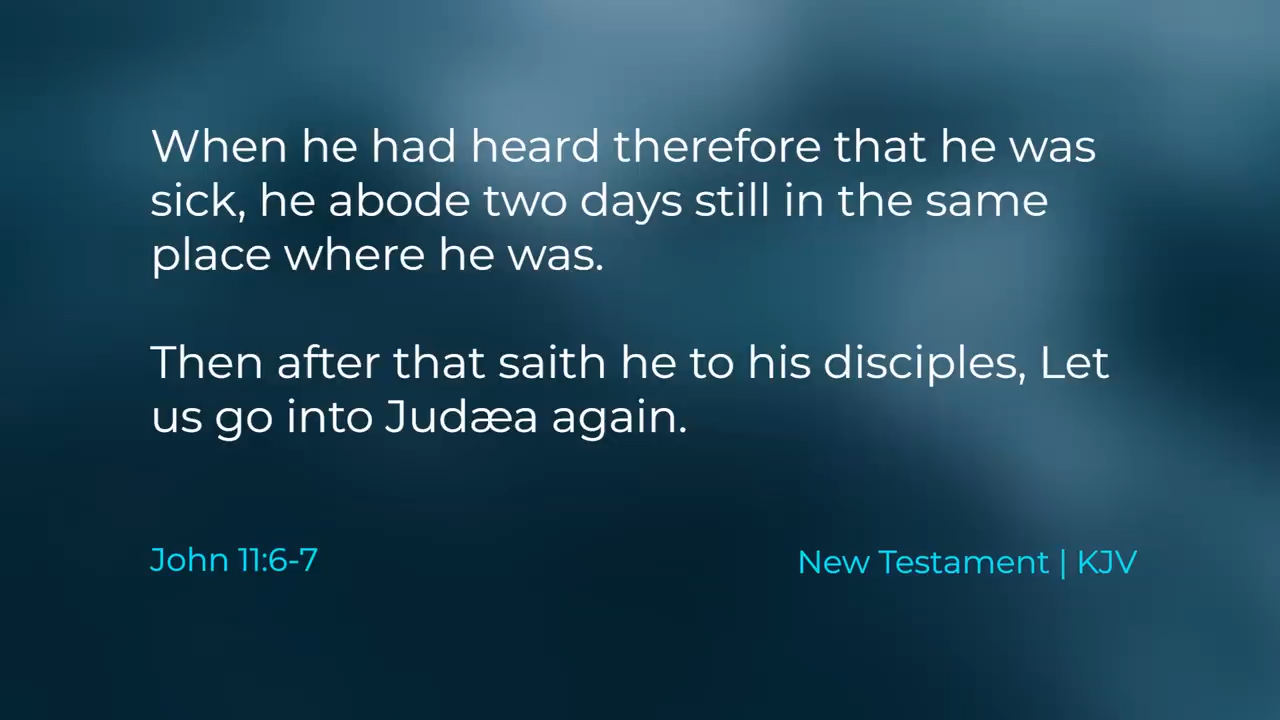 When he had heard therefore that he was
sick, he abode two days still in the same
place where he was.
Then after that saith he to his disciples, Let
us go into Judæa again.
John 11:6-7
New Testament | KJV